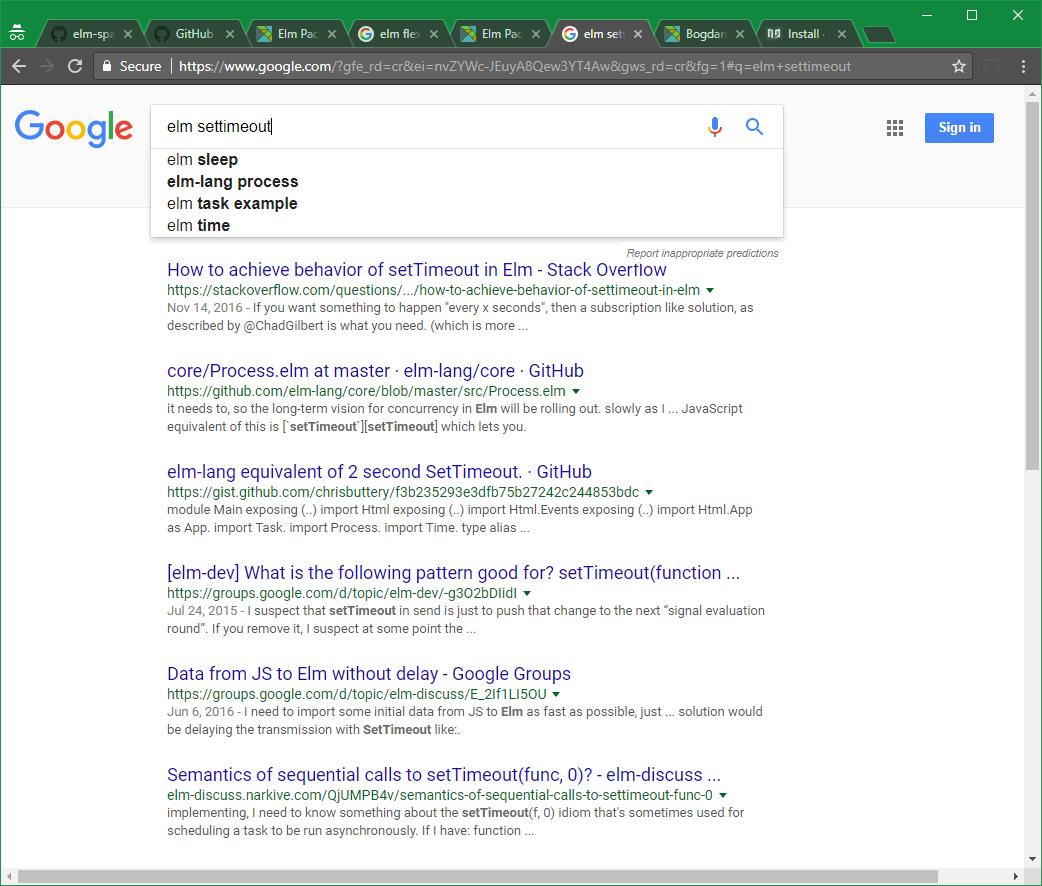 elm-spa
GitHub
Elm Pac
elm flex
Elm Pac
elm sett
Bogdan
Install ·
Secure
https://www.google.com/?gfe_rd=cr&ei=nvZYWc-JEuyA8Qew3YT4Aw&gws_rd=cr&fg=1#q=elm+settimeout
Google
elm settimeout
Sign in
elm sleep
elm-lang process
elm task example
elm time
Report inappropriate predictions
How to achieve behavior of setTimeout in Elm - Stack Overflow
https://stackoverflow.com/questions/.../how-to-achieve-behavior-of-settimeout-in-elm
Nov 14, 2016 - If you want something to happen "every x seconds", then a subscription like solution, as
described by @ChadGilbert is what you need. (which is more ...
core/Process.elm at master · elm-lang/core · GitHub
https://github.com/elm-lang/core/blob/master/src/Process.elm
it needs to, so the long-term vision for concurrency in Elm will be rolling out. slowly as I ... JavaScript
equivalent of this is [`setTimeout`][setTimeout] which lets you.
elm-lang equivalent of 2 second SetTimeout. · GitHub
https://gist.github.com/chrisbuttery/f3b235293e3dfb75b27242c244853bdc
module Main exposing (..) import Html exposing (..) import Html.Events exposing (..) import Html.App
as App. import Task. import Process. import Time. type alias ...
[elm-dev] What is the following pattern good for? setTimeout(function ...
https://groups.google.com/d/topic/elm-dev/-g3O2bDIidI
Jul 24, 2015 - I suspect that setTimeout in send is just to push that change to the next “signal evaluation
round”. If you remove it, I suspect at some point the ...
Data from JS to Elm without delay - Google Groups
https://groups.google.com/d/topic/elm-discuss/E_2If1LI5OU
Jun 6, 2016 - I need to import some initial data from JS to Elm as fast as possible, just ... solution would
be delaying the transmission with SetTimeout like:.
Semantics of sequential calls to setTimeout(func, 0)? - elm-discuss ...
elm-discuss.narkive.com/QjUMPB4v/semantics-of-sequential-calls-to-settimeout-func-0
implementing, I need to know something about the setTimeout(f, 0) idiom that's sometimes used for
scheduling a task to be run asynchronously. If I have: function ...